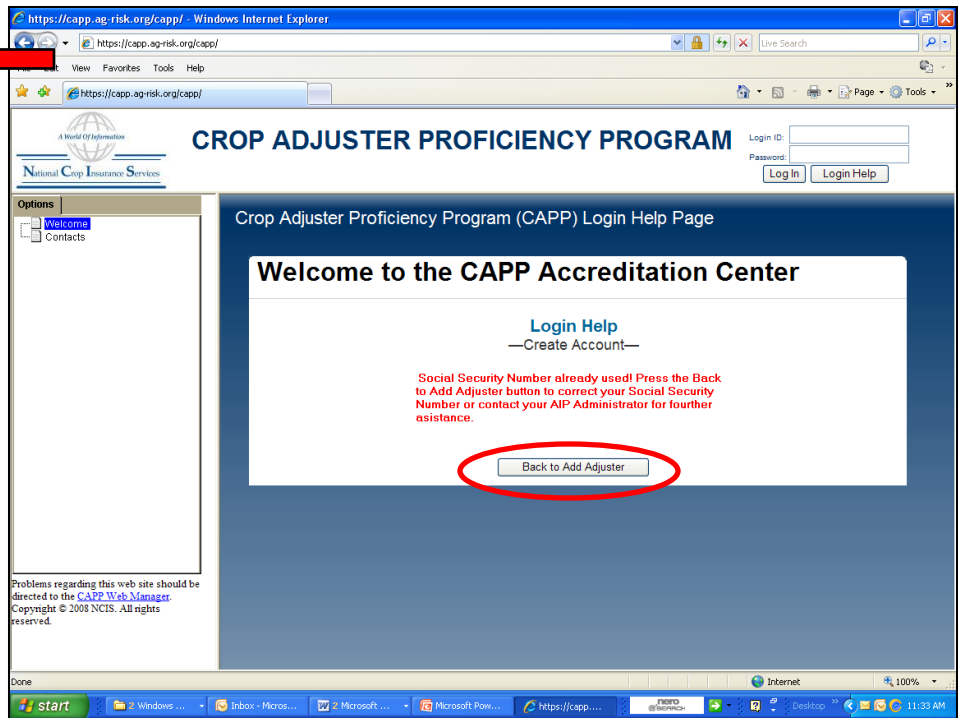 https://capp.ag-risk.org/capp/ - Windows Internet Explorer
https://capp.ag-risk.org/capp/
Live Search
View Favorites Tools Help
https://capp.ag-risk.org/capp/
Page Tools
A World Of Information
National Crop Insurance Services
CROP ADJUSTER PROFICIENCY PROGRAM
Login ID:
Password:
Log In Login Help
Options
Welcome
Contacts
Crop Adjuster Proficiency Program (CAPP) Login Help Page
Welcome to the CAPP Accreditation Center
Login Help
—Create Account—
Social Security Number already used! Press the Back
to Add Adjuster button to correct your Social Security
Number or contact your AIP Administrator for fourther
asistance.
Back to Add Adjuster
Problems regarding this web site should be
directed to the CAPP Web Manager.
Copyright © 2008 NCIS. All rights
reserved.
Done
Internet
100%
start
2 Windows ...
Inbox - Micros...
2 Microsoft ...
Microsoft Pow...
https://capp....
nero
SEARCH
Desktop
11:33 AM